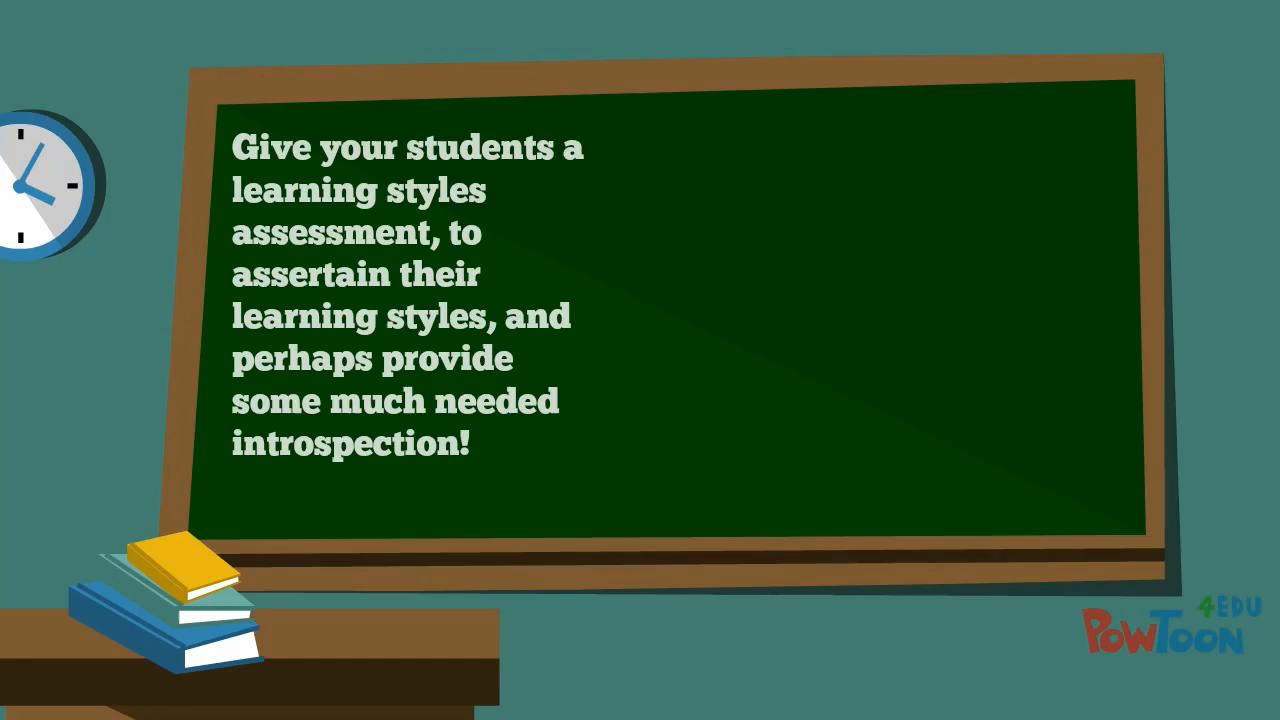 Give your students a
learning styles
assessment, to
assertain their
learning styles, and
perhaps provide
some much needed
introspection!
4EDU
POWTOON